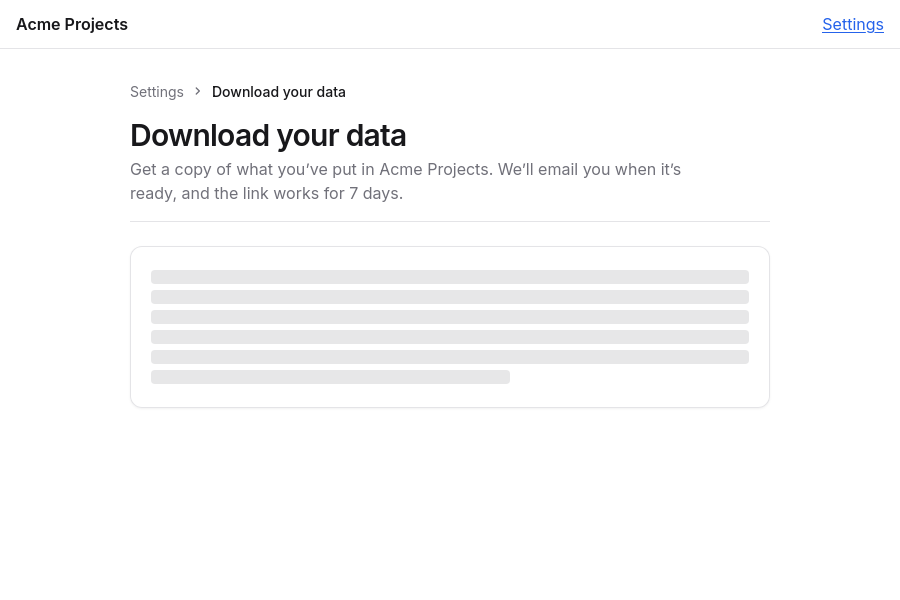 Acme Projects
Settings
Settings > Download your data
Download your data
Get a copy of what you’ve put in Acme Projects. We’ll email you when it’s
ready, and the link works for 7 days.